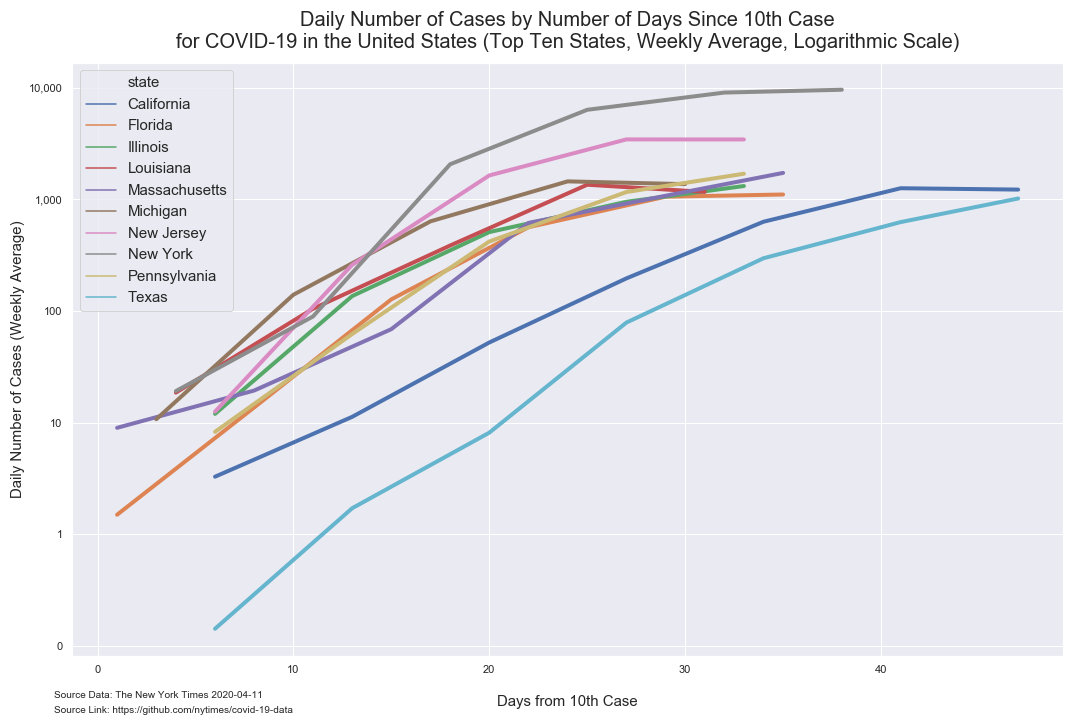 Daily Number of Cases by Number of Days Since 10th Case
for COVID-19 in the United States (Top Ten States, Weekly Average, Logarithmic Scale)
state
California
Florida
Illinois
Louisiana
Massachusetts
Michigan
New Jersey
New York
Pennsylvania
Texas
Daily Number of Cases (Weekly Average)
10,000
1,000
100
10
1
0
0
10
20
30
40
Days from 10th Case
Source Data: The New York Times 2020-04-11
Source Link: https://github.com/nytimes/covid-19-data